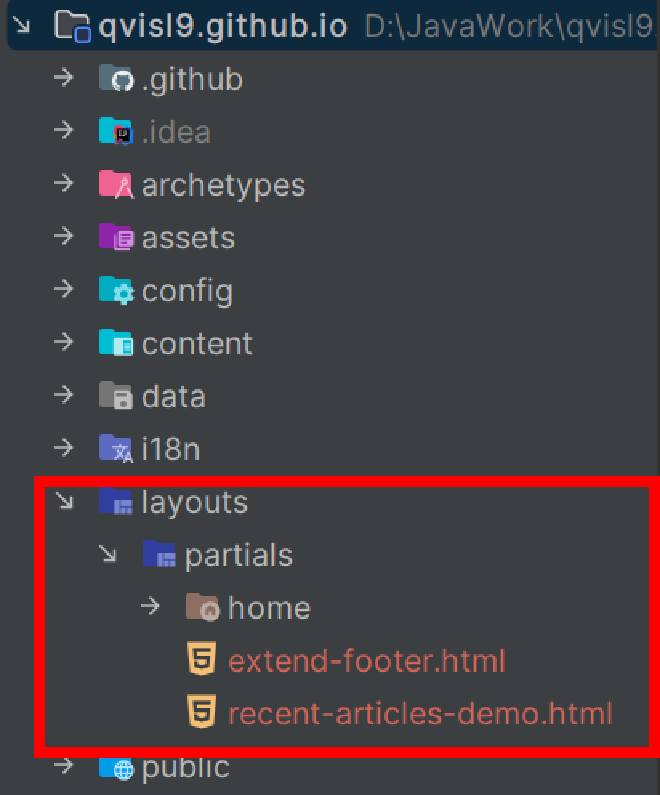 qvisl9.github.io D:\JavaWork\qvisl9.
.github
.idea
archetypes
assets
config
content
data
i18n
layouts
partials
home
extend-footer.html
recent-articles-demo.html
public